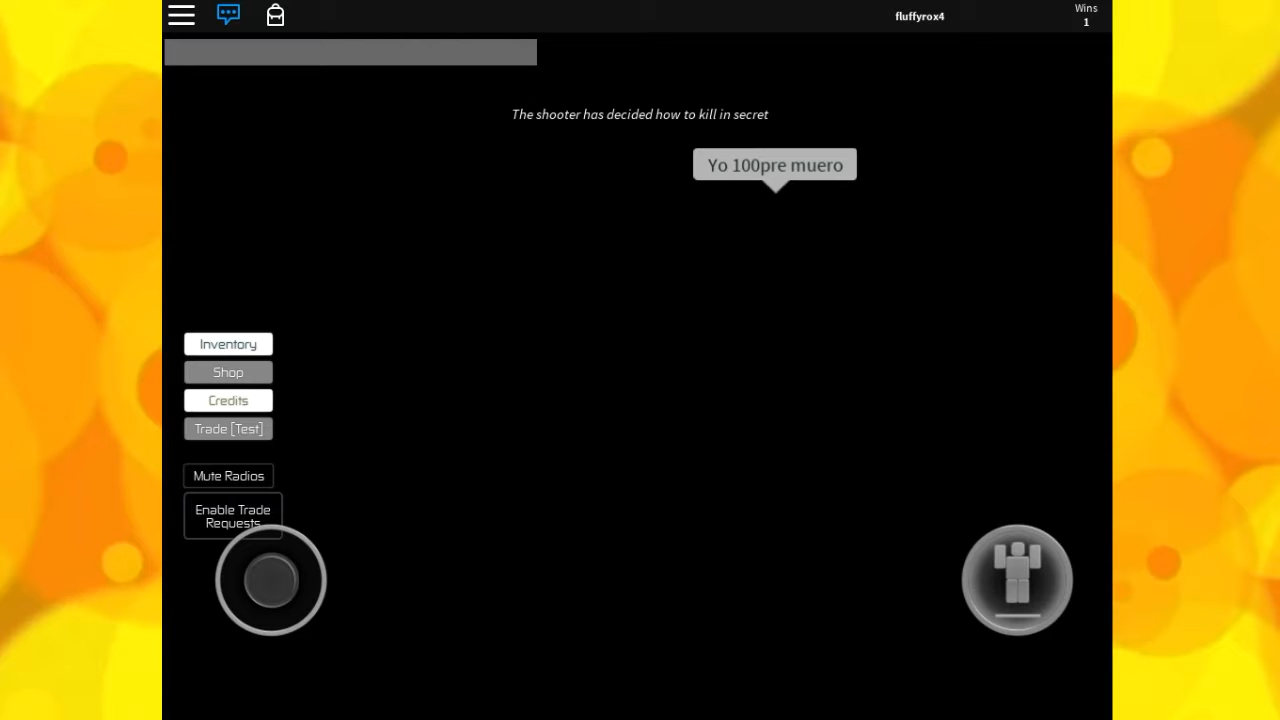 fluffyrox4
Wins
1
The shooter has decided how to kill in secret
Yo 100pre muero
Inventory
Shop
Credits
Trade [Test]
Mute Radios
Enable Trade
Requests